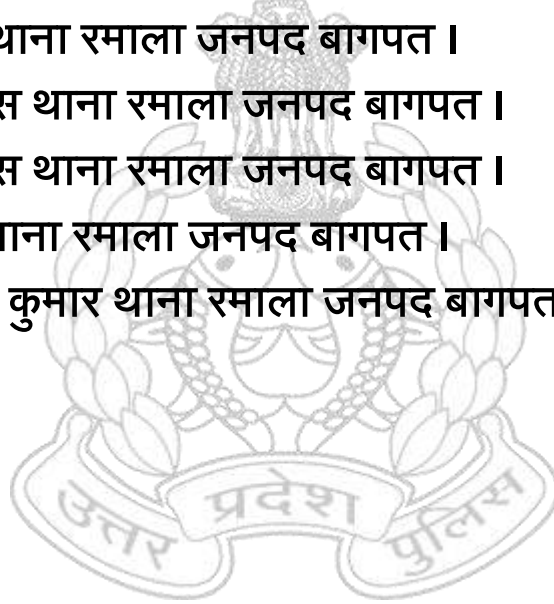 थाना रमाला जनपद बागपत ।
स थाना रमाला जनपद बागपत ।
स थाना रमाला जनपद बागपत ।
ाना रमाला जनपद बागपत ।
कुमार थाना रमाला जनपद बागपत
उत्तर प्रदेश पुलिस